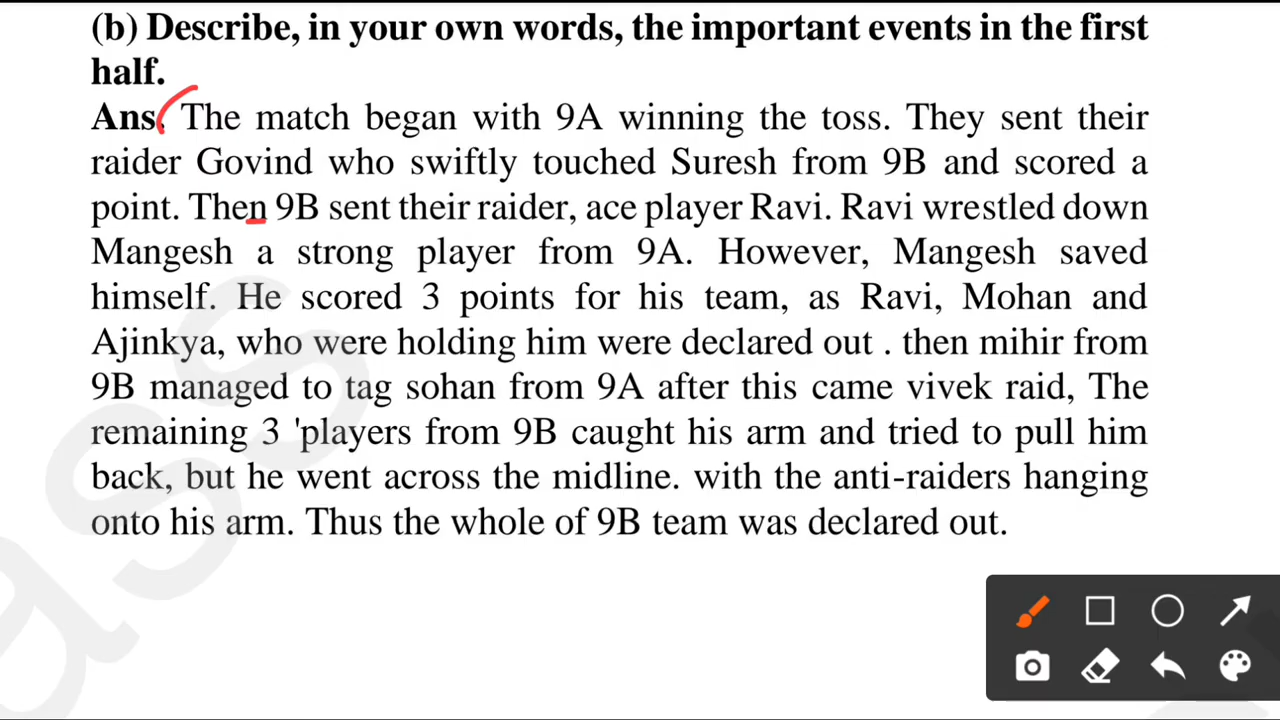 (b) Describe, in your own words, the important events in the first
half.
Ans. The match began with 9A winning the toss. They sent their
raider Govind who swiftly touched Suresh from 9B and scored a
point. Then 9B sent their raider, ace player Ravi. Ravi wrestled down
Mangesh a strong player from 9A. However, Mangesh saved
himself. He scored 3 points for his team, as Ravi, Mohan and
Ajinkya, who were holding him were declared out . then mihir from
9B managed to tag sohan from 9A after this came vivek raid, The
remaining 3 'players from 9B caught his arm and tried to pull him
back, but he went across the midline. with the anti-raiders hanging
onto his arm. Thus the whole of 9B team was declared out.